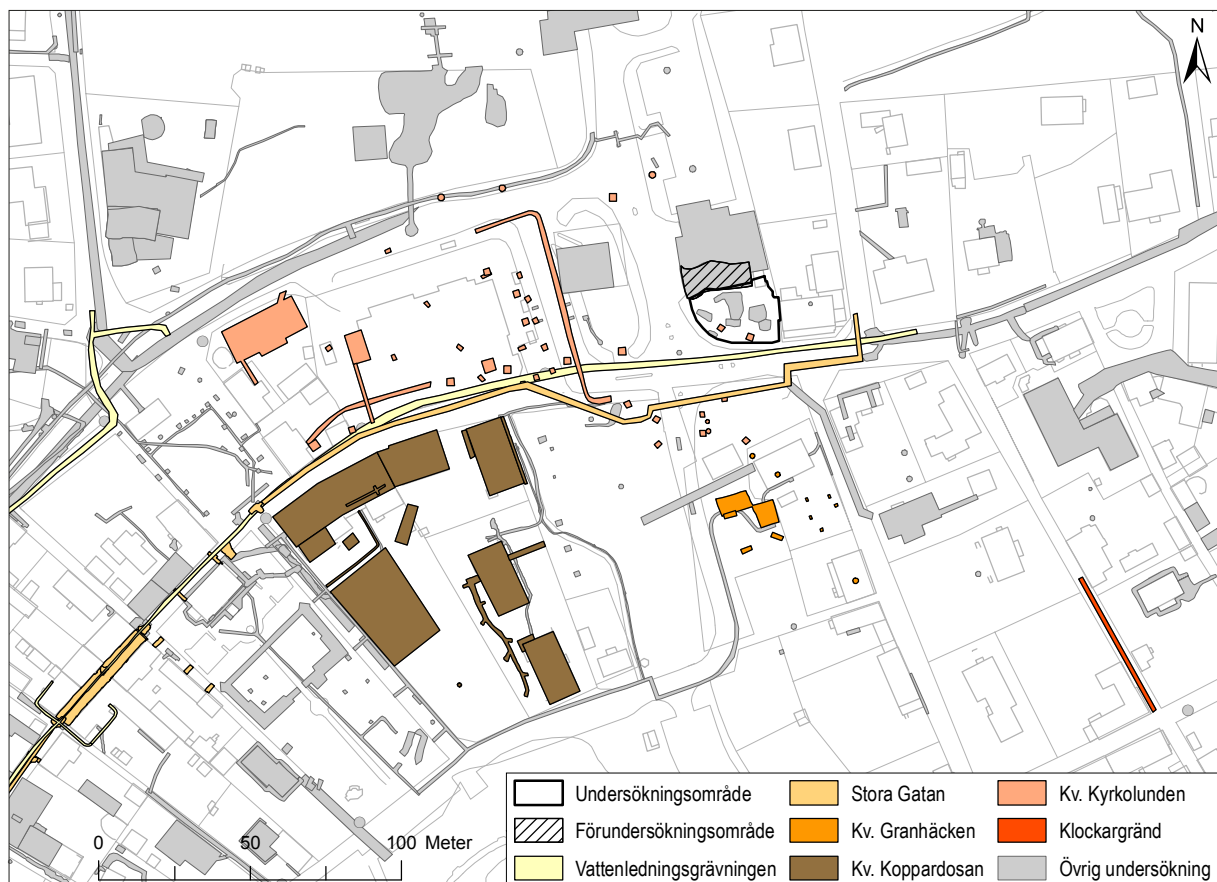 N
Undersökningsområde
Förundersökningsområde
Vattenledningsgrävningen
Stora Gatan
Kv. Granhäcken
Kv. Koppardosan
Kv. Kyrkolunden
Klockargränd
Övrig undersökning
0 50 100 Meter